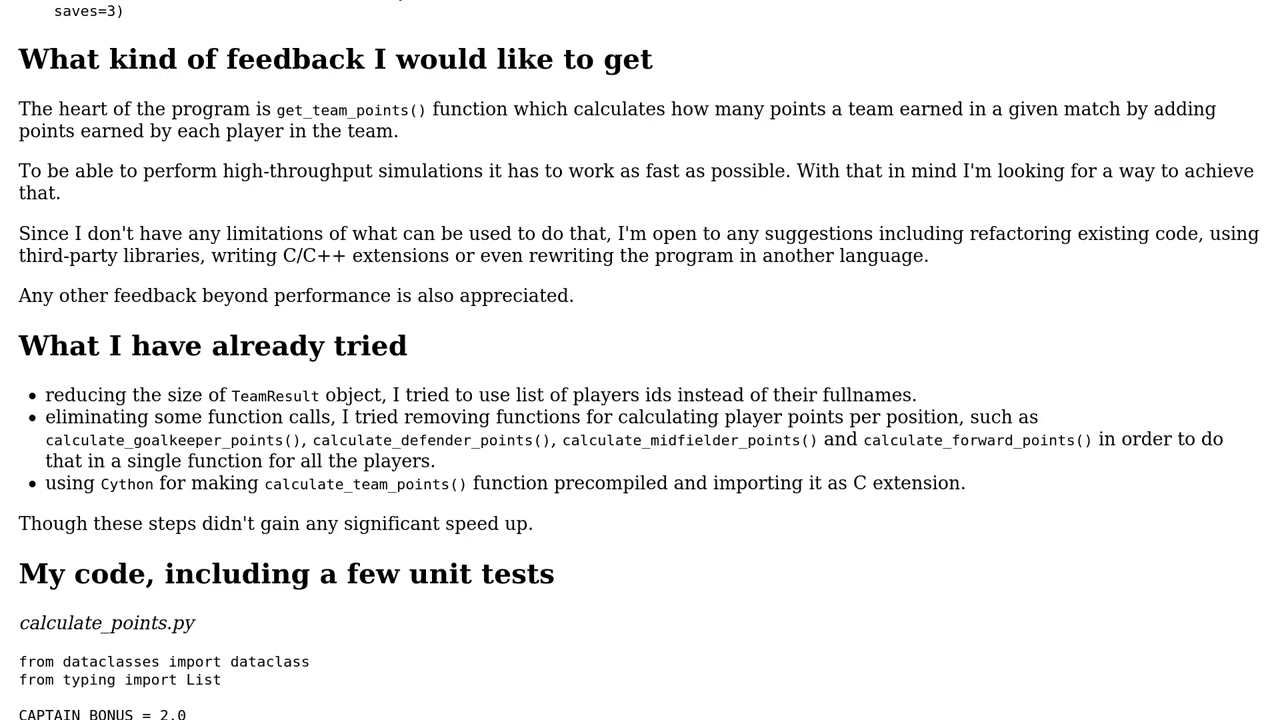 saves=3)
What kind of feedback I would like to get
The heart of the program is get_team_points() function which calculates how many points a team earned in a given match by adding
points earned by each player in the team.
To be able to perform high-throughput simulations it has to work as fast as possible. With that in mind I'm looking for a way to achieve
that.
Since I don't have any limitations of what can be used to do that, I'm open to any suggestions including refactoring existing code, using
third-party libraries, writing C/C++ extensions or even rewriting the program in another language.
Any other feedback beyond performance is also appreciated.
What I have already tried
• reducing the size of TeamResult object, I tried to use list of players ids instead of their fullnames.
• eliminating some function calls, I tried removing functions for calculating player points per position, such as
calculate_goalkeeper_points(), calculate_defender_points(), calculate_midfielder_points() and calculate_forward_points() in order to do
that in a single function for all the players.
• using Cython for making calculate_team_points() function precompiled and importing it as C extension.
Though these steps didn't gain any significant speed up.
My code, including a few unit tests
calculate_points.py
from dataclasses import dataclass
from typing import List
CAPTAIN_BONUS = 2.0